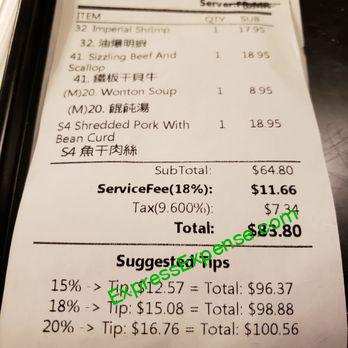 Server:
ITEM QTY SUB
32. Imperial Shrimp 1 17.95
32. 油爆明蝦
41. Sizzling Beef And 1 18.95
Scallop
41. 鐵板干貝牛
(M)20. Wonton Soup 1 8.95
(M)20. 餛飩湯
S4 Shredded Pork With 1 18.95
Bean Curd
S4 魚干肉絲
SubTotal: $64.80
ServiceFee(18%): $11.66
Tax(9.600%): $7.34
Total: $83.80
ExpressExpense.com
Suggested Tips
15% -> Tip: $12.57 = Total: $96.37
18% -> Tip: $15.08 = Total: $98.88
20% -> Tip: $16.76 = Total: $100.56